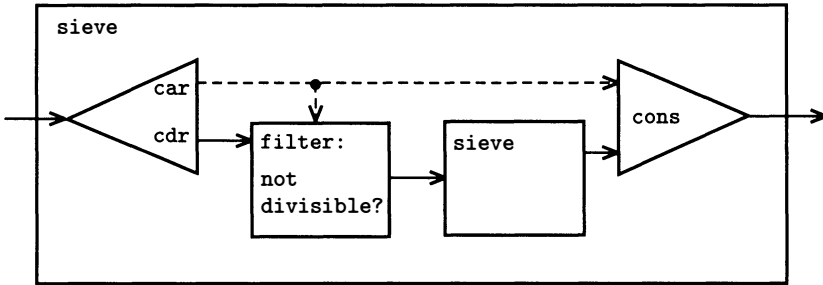 sieve
car
cdr
filter:
not
divisible?
sieve
cons